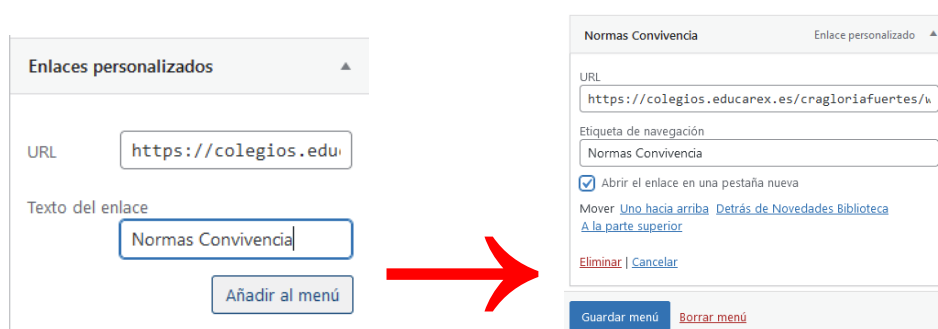 Enlaces personalizados
URL
https://colegios.edu
Texto del enlace
Normas Convivencia
Añadir al menú
Normas Convivencia Enlace personalizado
URL
https://colegios.educarex.es/cragloriafuertes/w
Etiqueta de navegación
Normas Convivencia
Abrir el enlace en una pestaña nueva
Mover Uno hacia arriba Detrás de Novedades Biblioteca
A la parte superior
Eliminar | Cancelar
Guardar menú Borrar menú